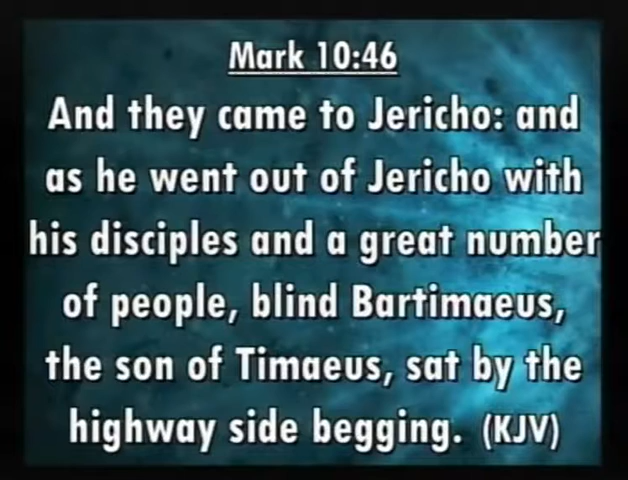 Mark 10:46
And they came to Jericho: and
as he went out of Jericho with
his disciples and a great number
of people, blind Bartimaeus,
the son of Timaeus, sat by the
highway side begging. (KJV)